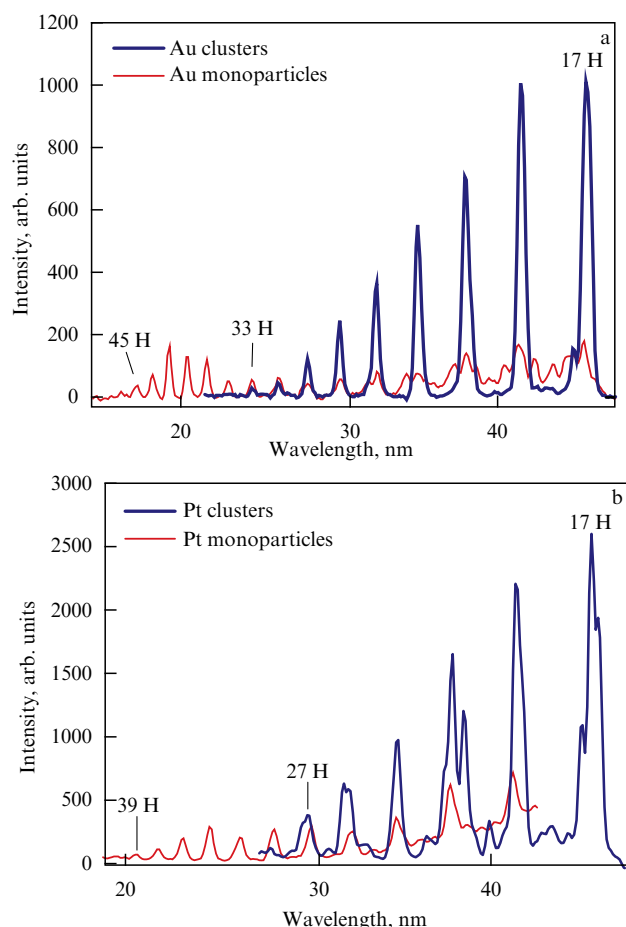 1200
a
Au clusters
Au monoparticles
17 H
1000
800
600
400
200
45 H
33 H
0
20
30
40
Wavelength, nm
Intensity, arb. units
3000
b
Pt clusters
Pt monoparticles
17 H
2500
2000
1500
1000
27 H
500
39 H
0
20
30
40
Wavelength, nm
Intensity, arb. units